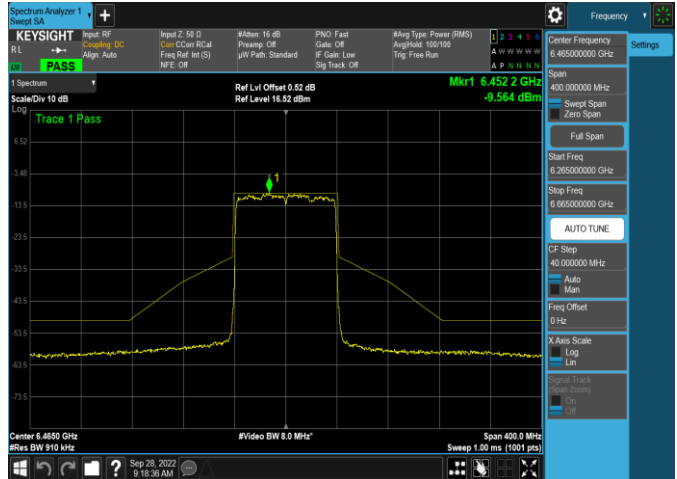 Spectrum Analyzer 1
Swept SA
Frequency
KEYSIGHT
R L
PASS
Input: RF
Coupling: DC
Align: Auto
Input Z: 50 Ω
Corr CCorr RCal
Freq Ref: Int (S)
NFE: Off
#Atten: 16 dB
Preamp: Off
µW Path: Standard
PNO: Fast
Gate: Off
IF Gain: Low
Sig Track: Off
#Avg Type: Power (RMS)
Avg|Hold: 100/100
Trig: Free Run
1 2 3 4 5 6
A W W W W W
A P N N N N
1 Spectrum
Scale/Div 10 dB
Log
Ref Lvl Offset 0.52 dB
Ref Level 16.52 dBm
Mkr1 6.452 2 GHz
-9.564 dBm
Trace 1 Pass
1
6.52
-3.48
-13.5
-23.5
-33.5
-43.5
-53.5
-63.5
-73.5
Center 6.4650 GHz
#Res BW 910 kHz
#Video BW 8.0 MHz*
Span 400.0 MHz
Sweep 1.00 ms (1001 pts)
Sep 28, 2022
9:18:36 AM
Center Frequency
6.465000000 GHz
Span
400.000000 MHz
Swept Span
Zero Span
Full Span
Start Freq
6.265000000 GHz
Stop Freq
6.665000000 GHz
AUTO TUNE
CF Step
40.000000 MHz
Auto
Man
Freq Offset
0 Hz
X Axis Scale
Log
Lin
Signal Track
(Span Zoom)
On
Off
Settings